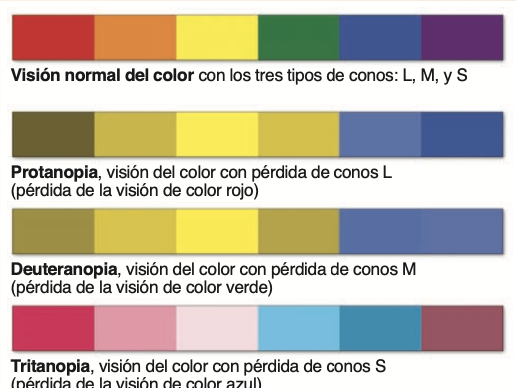 Visión normal del color con los tres tipos de conos: L, M, y S
Protanopia, visión del color con pérdida de conos L
(pérdida de la visión de color rojo)
Deuteranopia, visión del color con pérdida de conos M
(pérdida de la visión de color verde)
Tritanopia, visión del color con pérdida de conos S
(pérdida de la visión de color azul)